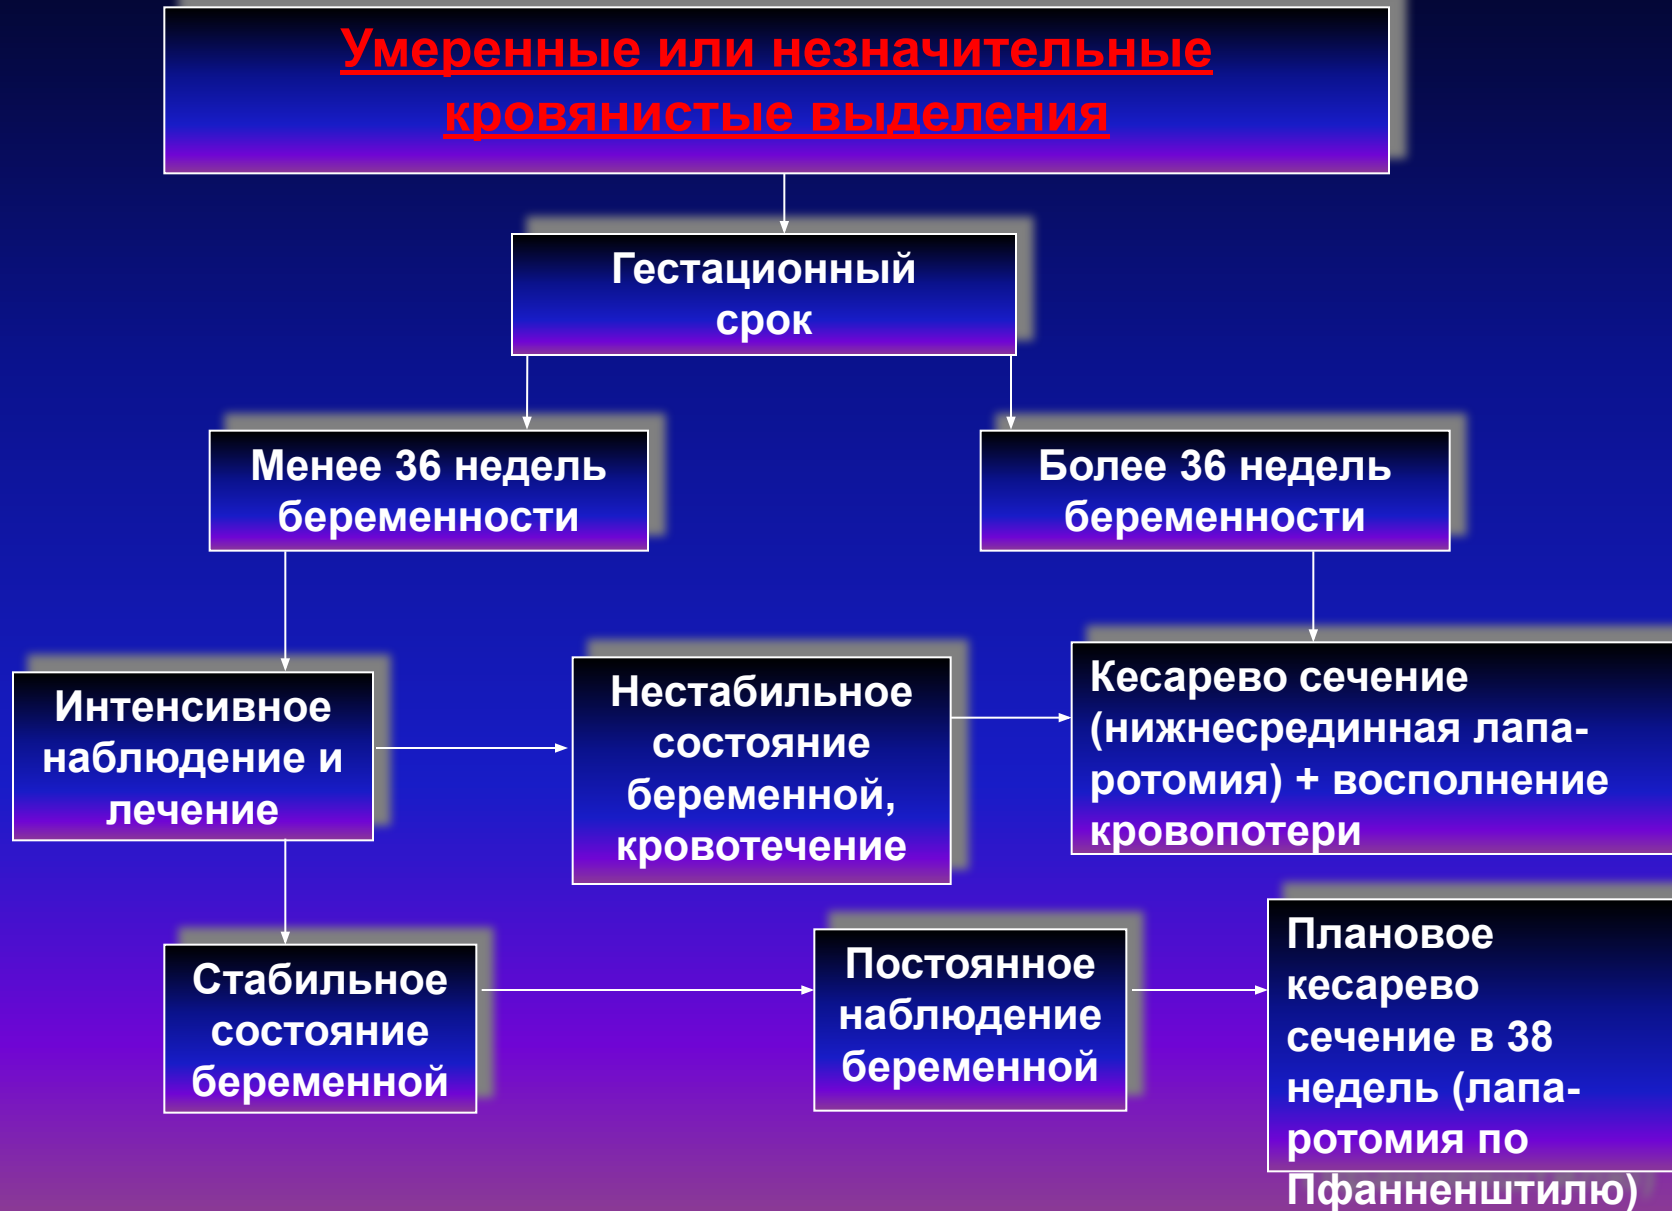 Умеренные или незначительные
кровянистые выделения
Гестационный
срок
Менее 36 недель
беременности
Более 36 недель
беременности
Интенсивное
наблюдение и
лечение
Нестабильное
состояние
беременной,
кровотечение
Кесарево сечение
(нижнесрединная лапа-
ротомия) + восполнение
кровопотери
Стабильное
состояние
беременной
Постоянное
наблюдение
беременной
Плановое
кесарево
сечение в 38
недель (лапа-
ротомия по
Пфанненштилю)